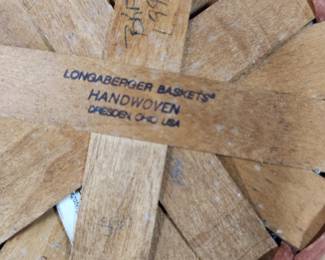 LONGABERGER BASKETS®
HANDWOVEN
DRESDEN, OHIO USA